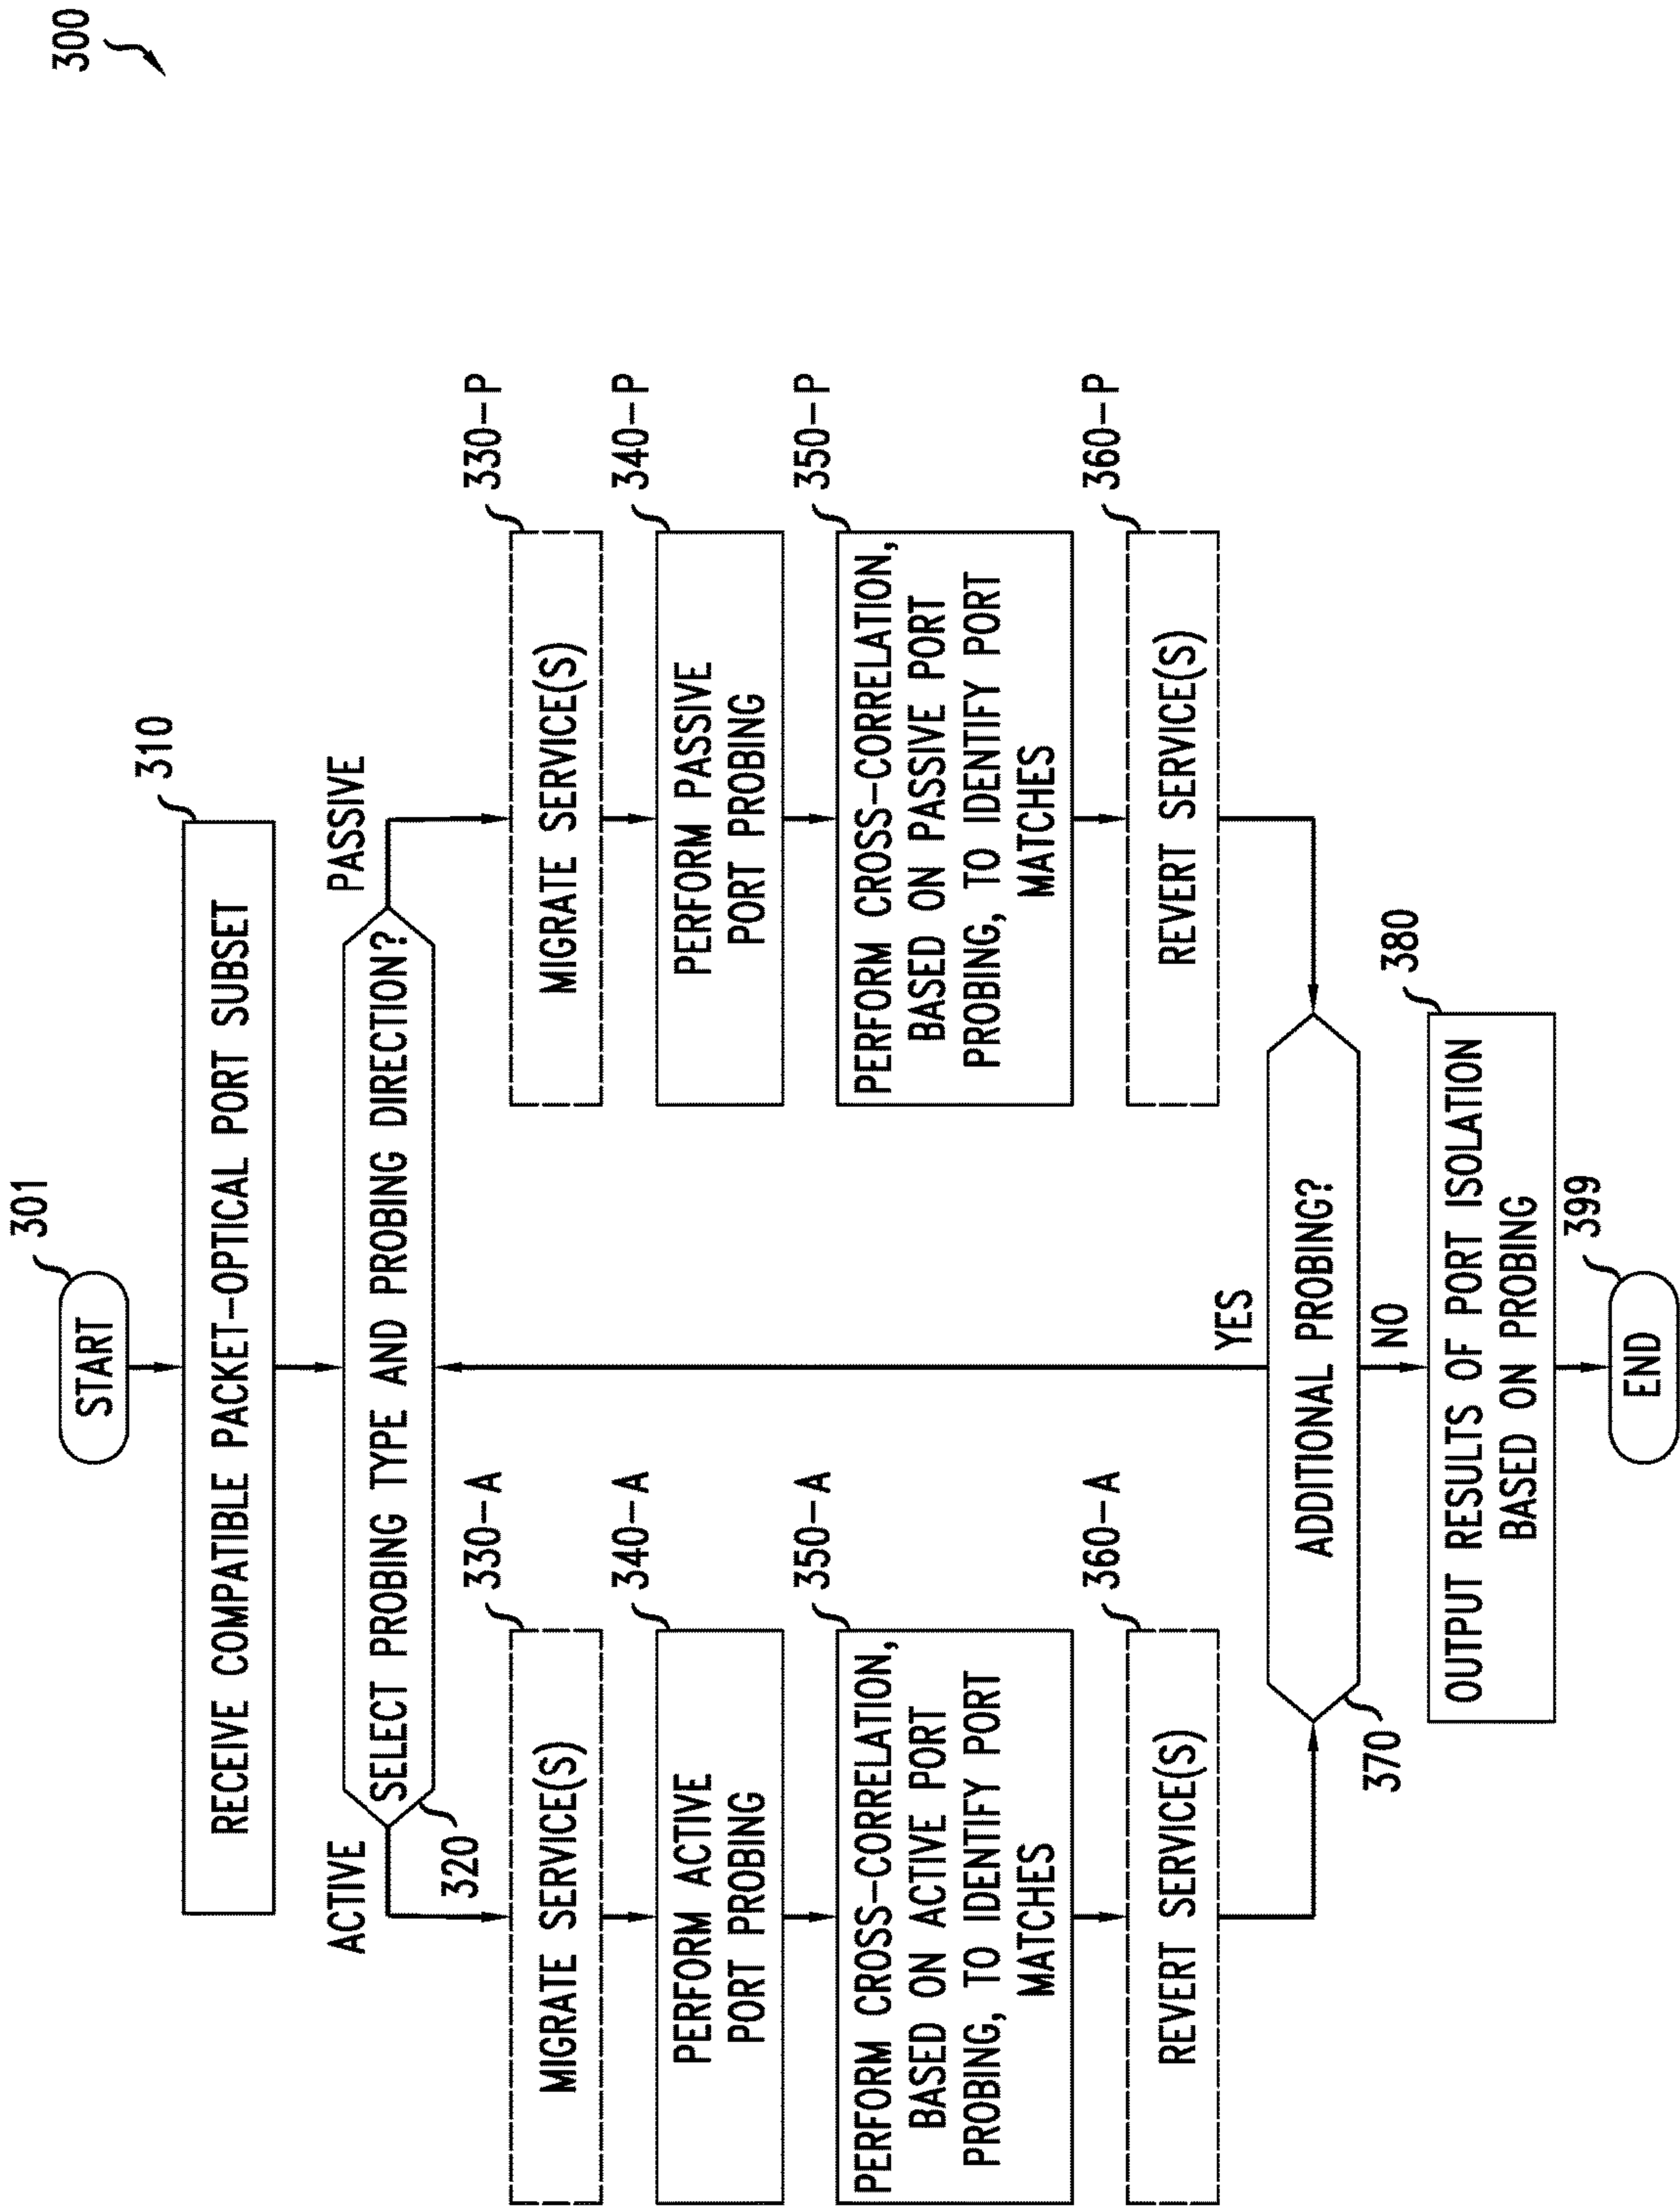 300
301
START
310
RECEIVE COMPATIBLE PACKET-OPTICAL PORT SUBSET
ACTIVE
PASSIVE
SELECT PROBING TYPE AND PROBING DIRECTION?
320
330-A
MIGRATE SERVICE(S)
340-A
PERFORM ACTIVE
PORT PROBING
350-A
PERFORM CROSS-CORRELATION,
BASED ON ACTIVE PORT
PROBING, TO IDENTIFY PORT
MATCHES
360-A
REVERT SERVICE(S)
330-P
MIGRATE SERVICE(S)
340-P
PERFORM PASSIVE
PORT PROBING
350-P
PERFORM CROSS-CORRELATION,
BASED ON PASSIVE PORT
PROBING, TO IDENTIFY PORT
MATCHES
360-P
REVERT SERVICE(S)
YES
ADDITIONAL PROBING?
370
NO
380
OUTPUT RESULTS OF PORT ISOLATION
BASED ON PROBING
399
END